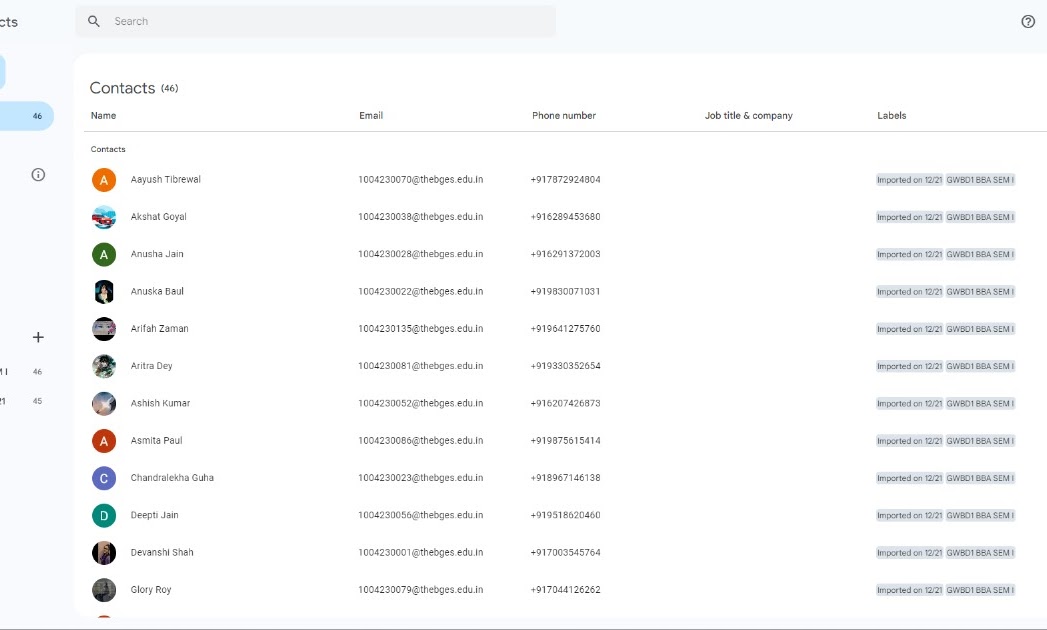 cts
Search
46
Contacts (46)
Name Email Phone number Job title & company Labels
Contacts
A Aayush Tibrewal 1004230070@thebges.edu.in +917872924804 Imported on 12/21 GWBD1 BBA SEM I
Akshat Goyal 1004230038@thebges.edu.in +916289453680 Imported on 12/21 GWBD1 BBA SEM I
A Anusha Jain 1004230028@thebges.edu.in +916291372003 Imported on 12/21 GWBD1 BBA SEM I
Anuska Baul 1004230022@thebges.edu.in +919830071031 Imported on 12/21 GWBD1 BBA SEM I
Arifah Zaman 1004230135@thebges.edu.in +919641275760 Imported on 12/21 GWBD1 BBA SEM I
Aritra Dey 1004230081@thebges.edu.in +919330352654 Imported on 12/21 GWBD1 BBA SEM I
M I 46
21 45
Ashish Kumar 1004230052@thebges.edu.in +916207426873 Imported on 12/21 GWBD1 BBA SEM I
A Asmita Paul 1004230086@thebges.edu.in +919875615414 Imported on 12/21 GWBD1 BBA SEM I
C Chandralekha Guha 1004230023@thebges.edu.in +918967146138 Imported on 12/21 GWBD1 BBA SEM I
D Deepti Jain 1004230056@thebges.edu.in +919518620460 Imported on 12/21 GWBD1 BBA SEM I
Devanshi Shah 1004230001@thebges.edu.in +917003545764 Imported on 12/21 GWBD1 BBA SEM I
Glory Roy 1004230079@thebges.edu.in +917044126262 Imported on 12/21 GWBD1 BBA SEM I